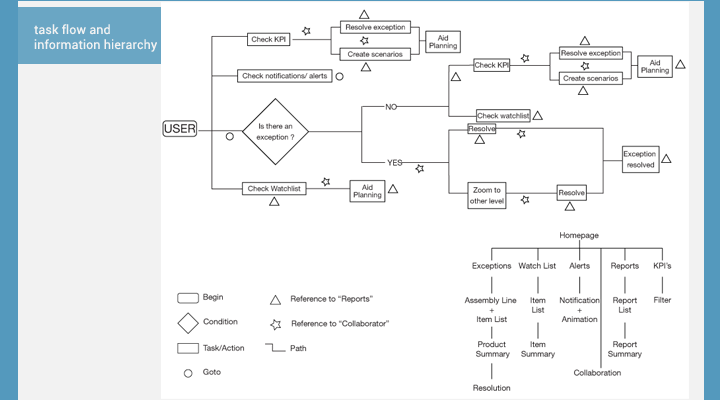 task flow and
information hierarchy
Check KPI
Resolve exception
Create scenarios
Aid
Planning
Check notifications/ alerts
USER
Is there an
exception ?
NO
YES
Check KPI
Resolve exception
Create scenarios
Aid
Planning
Check watchlist
Resolve
Exception
resolved
Zoom to
other level
Resolve
Check Watchlist
Aid
Planning
Begin
Condition
Task/Action
Goto
Reference to "Reports"
Reference to "Collaborator"
Path
Homepage
Exceptions
Watch List
Alerts
Reports
KPI's
Assembly Line
+
Item List
Item
List
Notification
+
Animation
Report
List
Filter
Product
Summary
Item
Summary
Report
Summary
Collaboration
Resolution